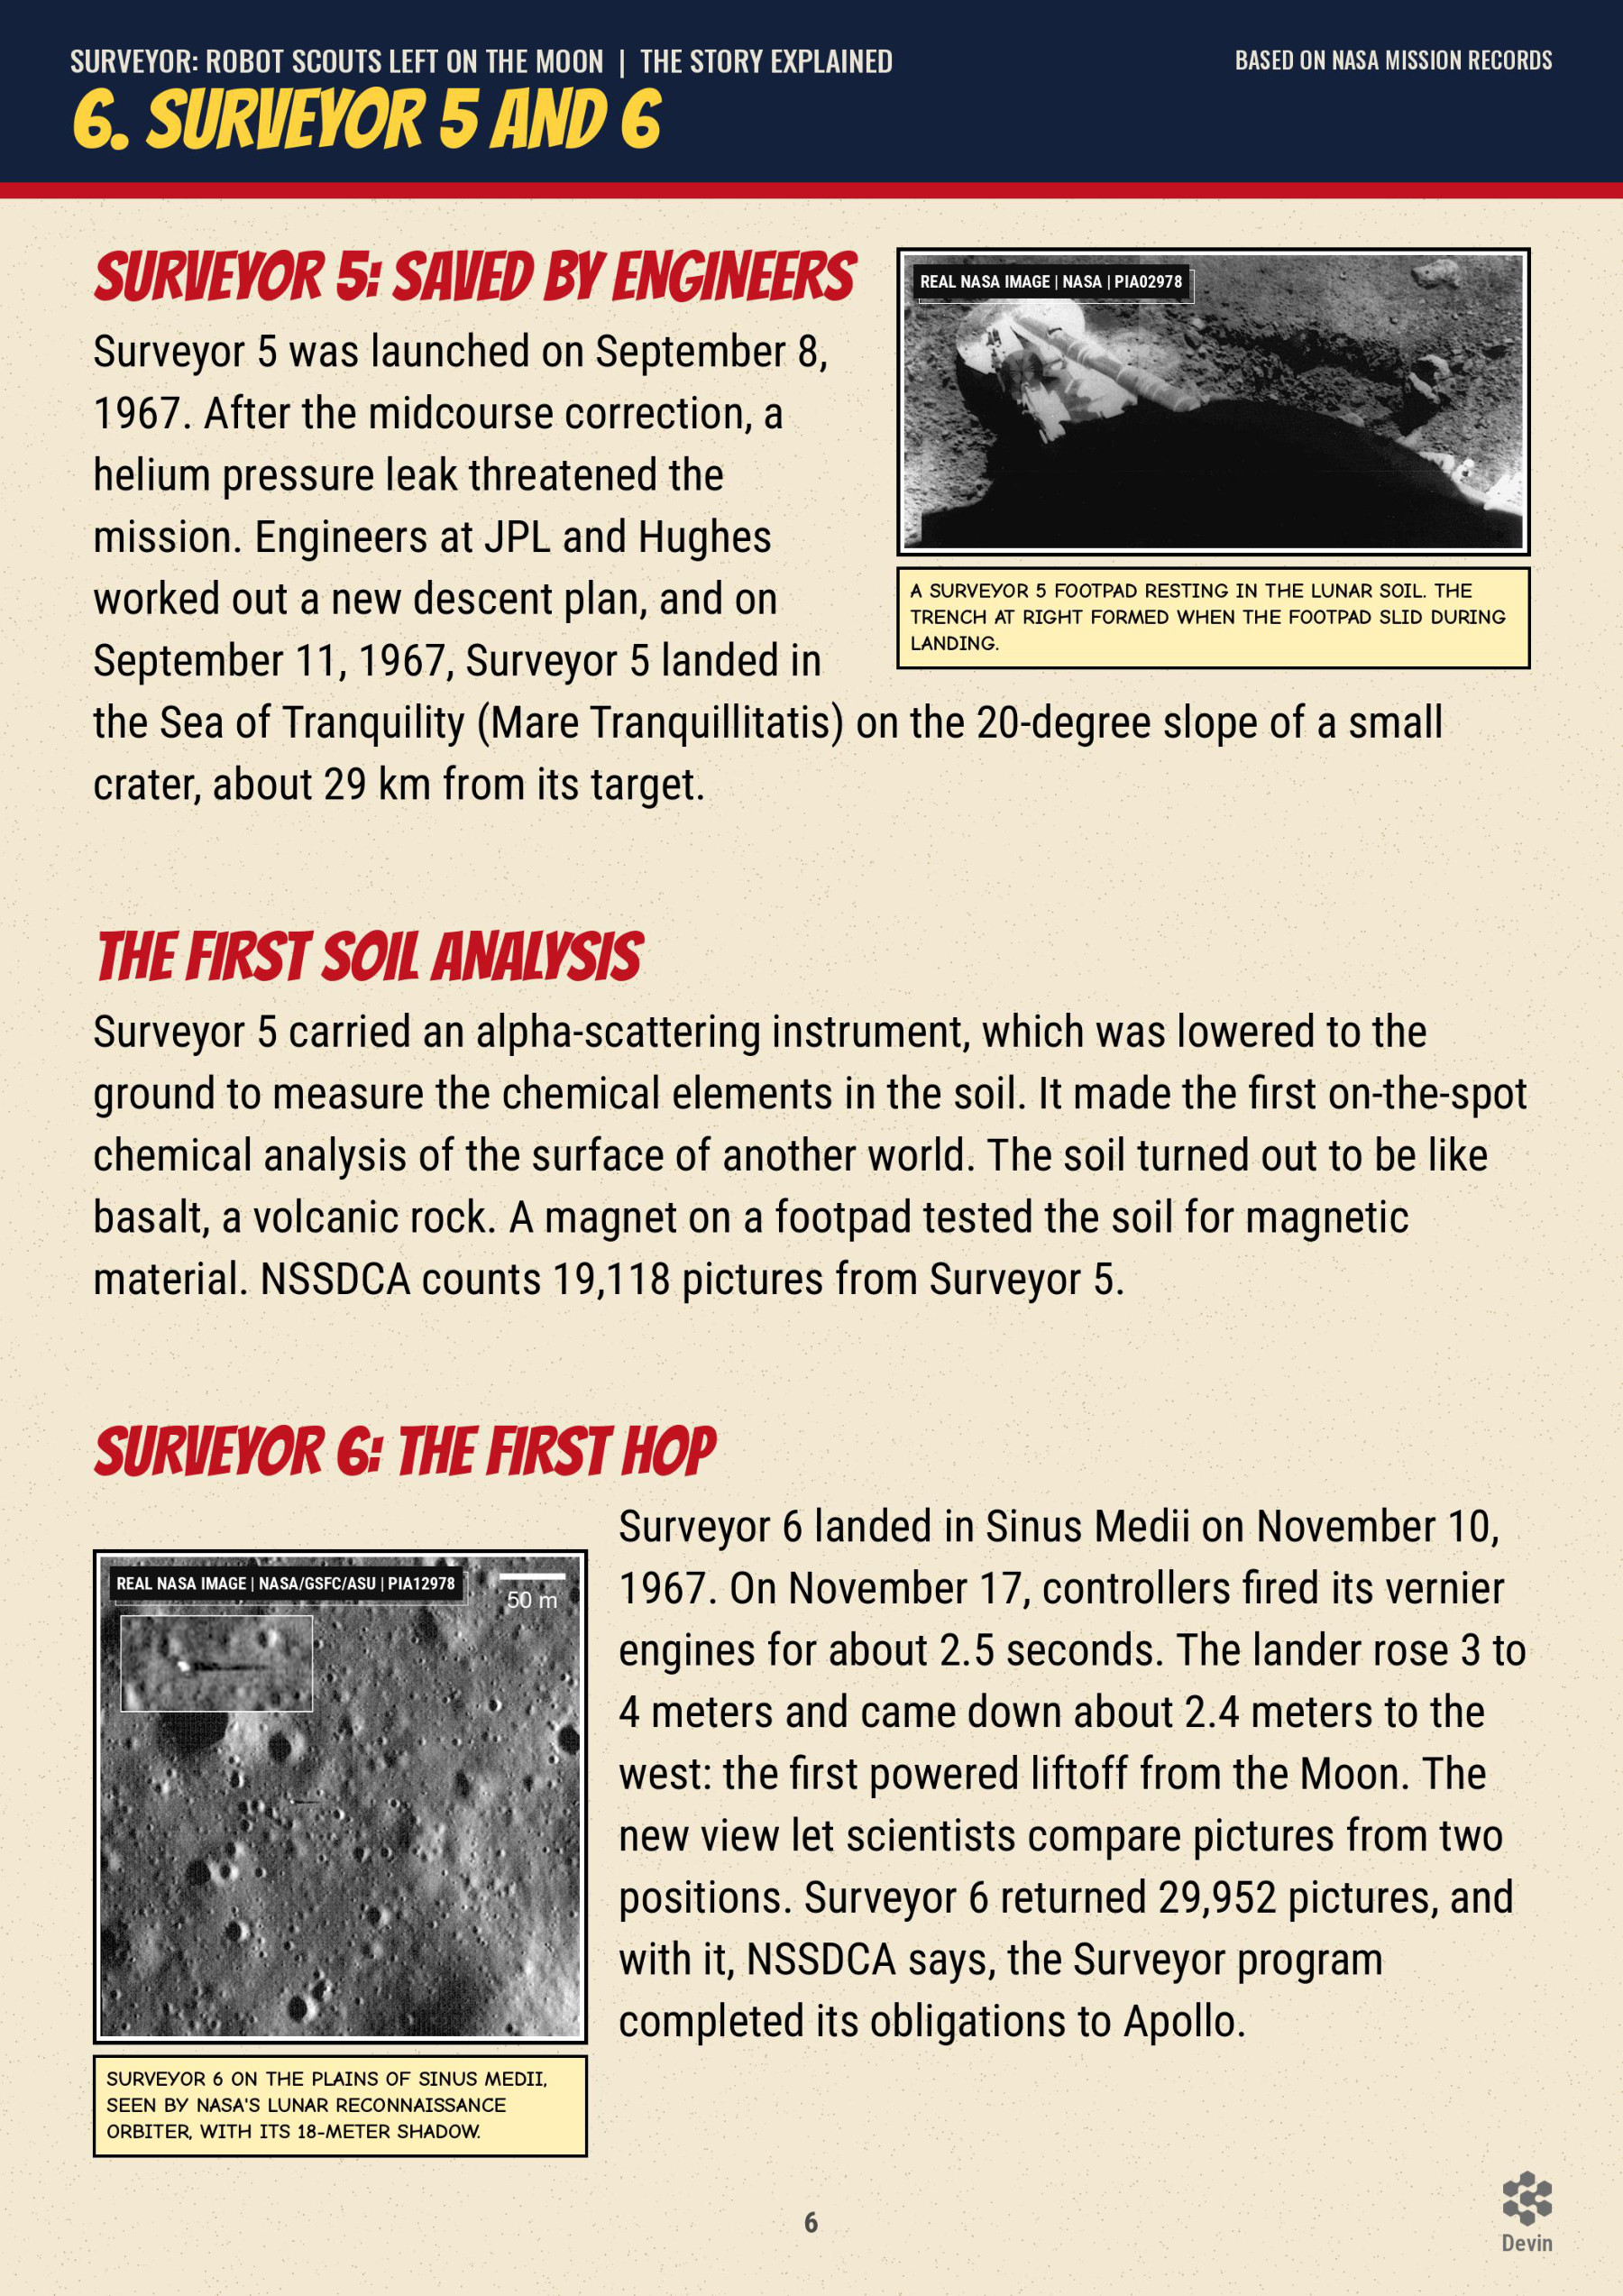 SURVEYOR: ROBOT SCOUTS LEFT ON THE MOON | THE STORY EXPLAINED
BASED ON NASA MISSION RECORDS
6. SURVEYOR 5 AND 6
SURVEYOR 5: SAVED BY ENGINEERS
Surveyor 5 was launched on September 8,
1967. After the midcourse correction, a
helium pressure leak threatened the
mission. Engineers at JPL and Hughes
worked out a new descent plan, and on
September 11, 1967, Surveyor 5 landed in
the Sea of Tranquility (Mare Tranquillitatis) on the 20-degree slope of a small
crater, about 29 km from its target.
REAL NASA IMAGE | NASA | PIA02978
A SURVEYOR 5 FOOTPAD RESTING IN THE LUNAR SOIL. THE
TRENCH AT RIGHT FORMED WHEN THE FOOTPAD SLID DURING
LANDING.
THE FIRST SOIL ANALYSIS
Surveyor 5 carried an alpha-scattering instrument, which was lowered to the
ground to measure the chemical elements in the soil. It made the first on-the-spot
chemical analysis of the surface of another world. The soil turned out to be like
basalt, a volcanic rock. A magnet on a footpad tested the soil for magnetic
material. NSSDCA counts 19,118 pictures from Surveyor 5.
SURVEYOR 6: THE FIRST HOP
REAL NASA IMAGE | NASA/GSFC/ASU | PIA12978
50 m
SURVEYOR 6 ON THE PLAINS OF SINUS MEDII,
SEEN BY NASA'S LUNAR RECONNAISSANCE
ORBITER, WITH ITS 18-METER SHADOW.
Surveyor 6 landed in Sinus Medii on November 10,
1967. On November 17, controllers fired its vernier
engines for about 2.5 seconds. The lander rose 3 to
4 meters and came down about 2.4 meters to the
west: the first powered liftoff from the Moon. The
new view let scientists compare pictures from two
positions. Surveyor 6 returned 29,952 pictures, and
with it, NSSDCA says, the Surveyor program
completed its obligations to Apollo.
6
Devin